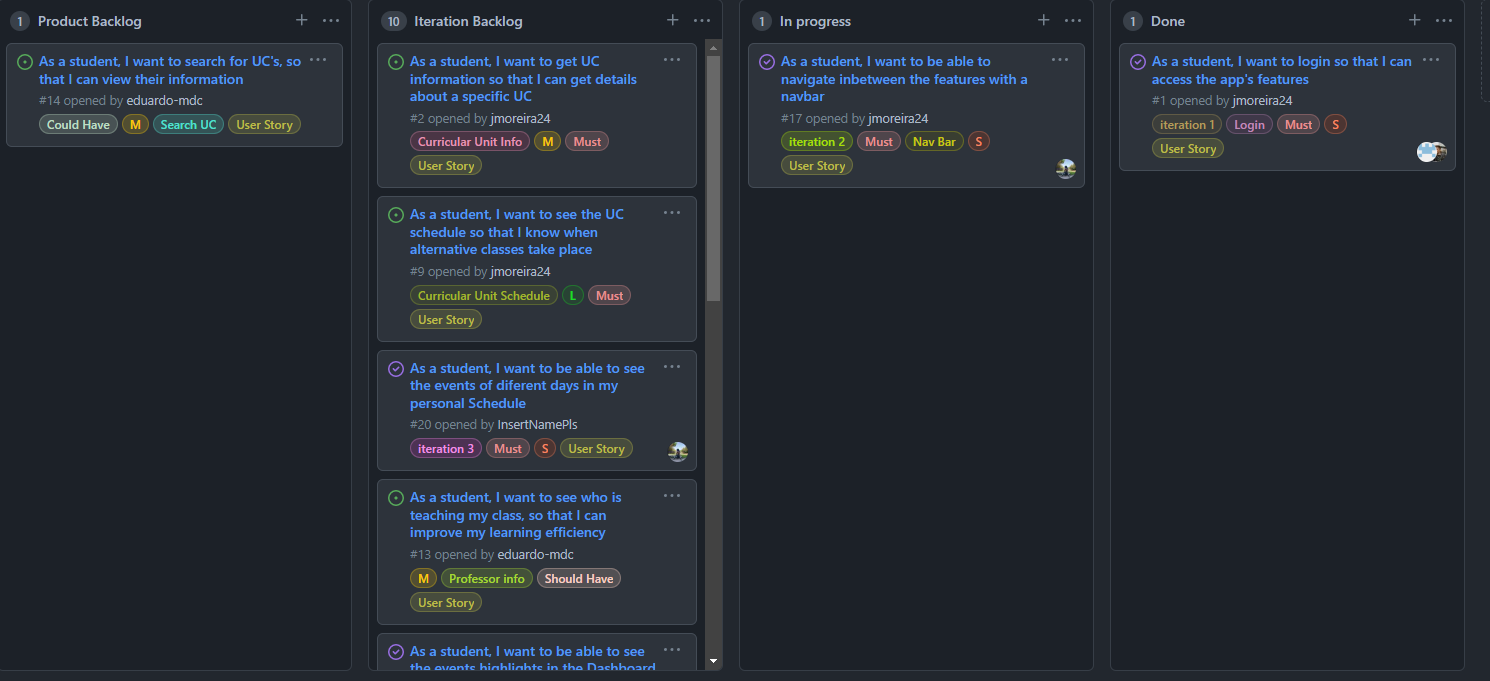 1 Product Backlog
As a student, I want to search for UC's, so
that I can view their information
#14 opened by eduardo-mdc
Could Have M Search UC User Story
10 Iteration Backlog
As a student, I want to get UC
information so that I can get details
about a specific UC
#2 opened by jmoreira24
Curricular Unit Info M Must
User Story
As a student, I want to see the UC
schedule so that I know when
alternative classes take place
#9 opened by jmoreira24
Curricular Unit Schedule L Must
User Story
As a student, I want to be able to see
the events of diferent days in my
personal Schedule
#20 opened by InsertNamePls
iteration 3 Must S User Story
As a student, I want to see who is
teaching my class, so that I can
improve my learning efficiency
#13 opened by eduardo-mdc
M Professor info Should Have
User Story
As a student, I want to be able to see
the events highlights in the Dashboard
1 In progress
As a student, I want to be able to
navigate inbetween the features with a
navbar
#17 opened by jmoreira24
iteration 2 Must Nav Bar S
User Story
1 Done
As a student, I want to login so that I can
access the app's features
#1 opened by jmoreira24
iteration 1 Login Must S
User Story